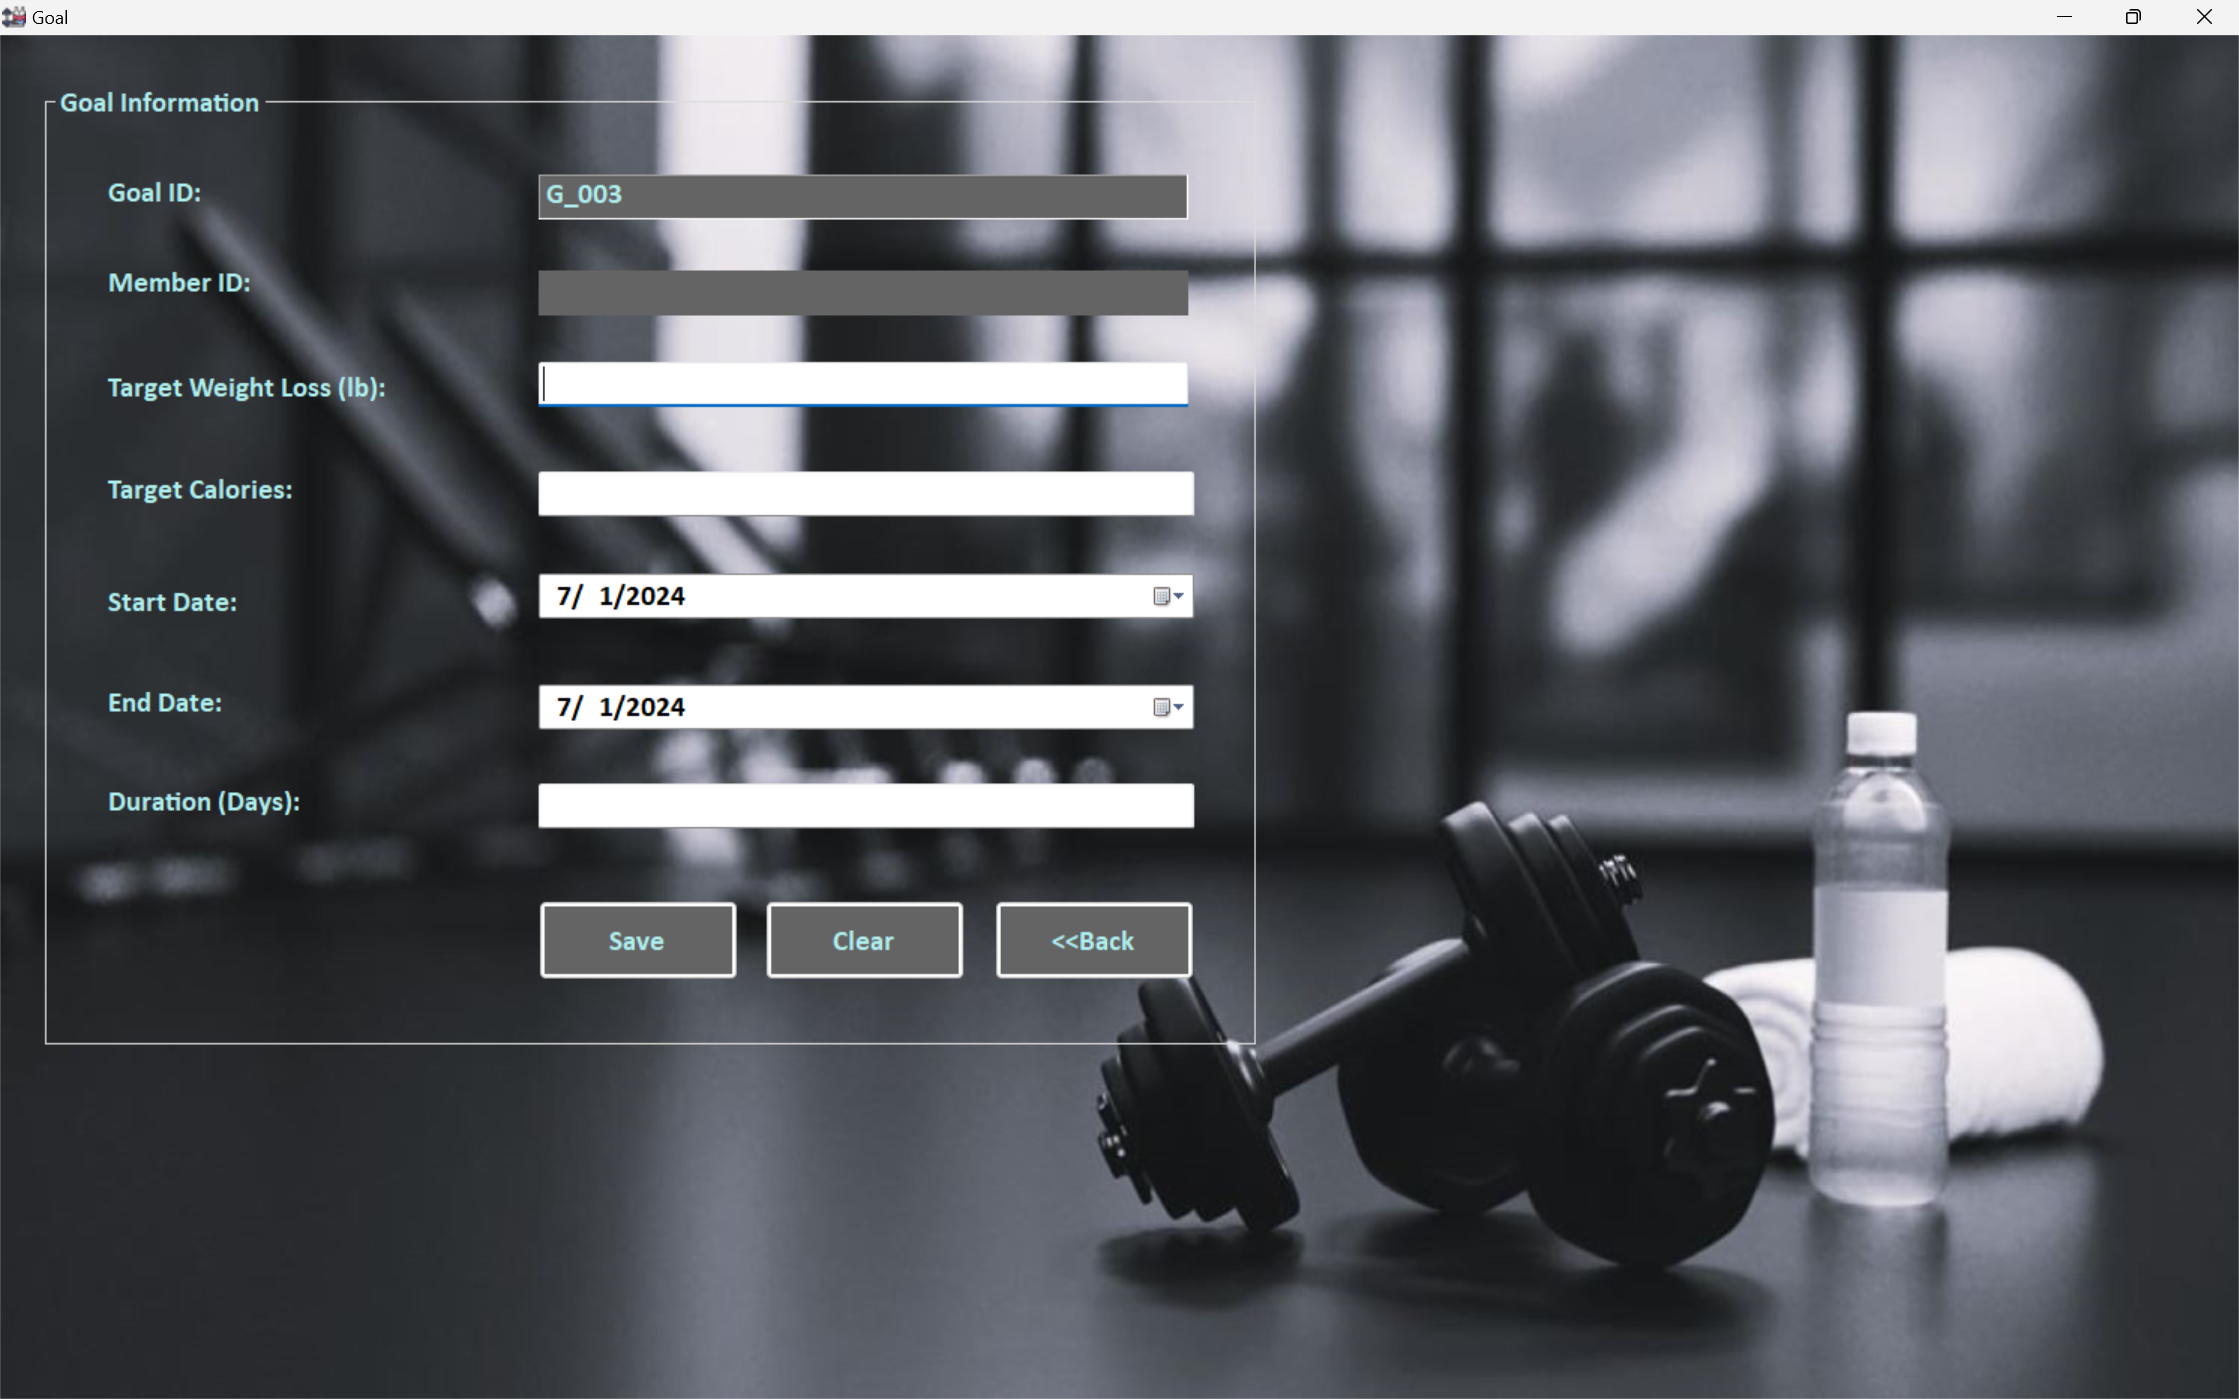 Goal
Goal Information
Goal ID: G_003
Member ID:
Target Weight Loss (lb):
Target Calories:
Start Date: 7/ 1/2024
End Date: 7/ 1/2024
Duration (Days):
Save Clear <<Back